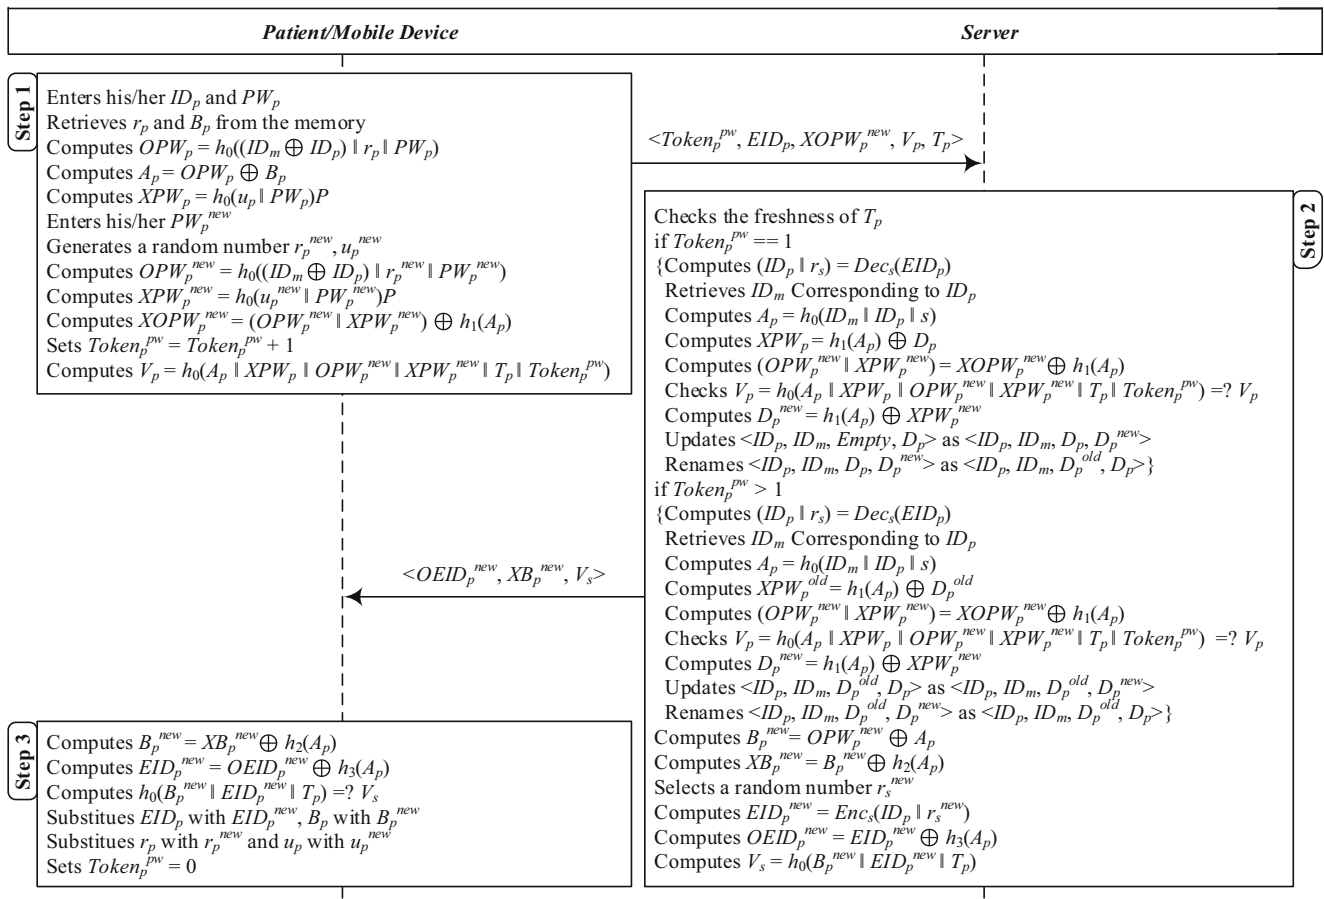 Patient/Mobile Device
Server
Step 1
Enters his/her ID_p and PW_p
Retrieves r_p and B_p from the memory
Computes OPW_p = h_0((ID_m ⊕ ID_p) ‖ r_p ‖ PW_p)
Computes A_p = OPW_p ⊕ B_p
Computes XPW_p = h_0(u_p ‖ PW_p)P
Enters his/her PW_p^new
Generates a random number r_p^new, u_p^new
Computes OPW_p^new = h_0((ID_m ⊕ ID_p) ‖ r_p^new ‖ PW_p^new)
Computes XPW_p^new = h_0(u_p^new ‖ PW_p^new)P
Computes XOPW_p^new = (OPW_p^new ‖ XPW_p^new) ⊕ h_1(A_p)
Sets Token_p^pw = Token_p^pw + 1
Computes V_p = h_0(A_p ‖ XPW_p ‖ OPW_p^new ‖ XPW_p^new ‖ T_p ‖ Token_p^pw)
<Token_p^pw, EID_p, XOPW_p^new, V_p, T_p>
Step 2
Checks the freshness of T_p
if Token_p^pw == 1
{Computes (ID_p ‖ r_s) = Dec_s(EID_p)
Retrieves ID_m Corresponding to ID_p
Computes A_p = h_0(ID_m ‖ ID_p ‖ s)
Computes XPW_p = h_1(A_p) ⊕ D_p
Computes (OPW_p^new ‖ XPW_p^new) = XOPW_p^new ⊕ h_1(A_p)
Checks V_p = h_0(A_p ‖ XPW_p ‖ OPW_p^new ‖ XPW_p^new ‖ T_p ‖ Token_p^pw) =? V_p
Computes D_p^new = h_1(A_p) ⊕ XPW_p^new
Updates <ID_p, ID_m, Empty, D_p> as <ID_p, ID_m, D_p, D_p^new>
Renames <ID_p, ID_m, D_p, D_p^new> as <ID_p, ID_m, D_p^old, D_p>}
if Token_p^pw > 1
{Computes (ID_p ‖ r_s) = Dec_s(EID_p)
Retrieves ID_m Corresponding to ID_p
Computes A_p = h_0(ID_m ‖ ID_p ‖ s)
Computes XPW_p^old = h_1(A_p) ⊕ D_p^old
Computes (OPW_p^new ‖ XPW_p^new) = XOPW_p^new ⊕ h_1(A_p)
Checks V_p = h_0(A_p ‖ XPW_p ‖ OPW_p^new ‖ XPW_p^new ‖ T_p ‖ Token_p^pw) =? V_p
Computes D_p^new = h_1(A_p) ⊕ XPW_p^new
Updates <ID_p, ID_m, D_p^old, D_p> as <ID_p, ID_m, D_p^old, D_p^new>
Renames <ID_p, ID_m, D_p^old, D_p^new> as <ID_p, ID_m, D_p^old, D_p>}
Computes B_p^new = OPW_p^new ⊕ A_p
Computes XB_p^new = B_p^new ⊕ h_2(A_p)
Selects a random number r_s^new
Computes EID_p^new = Enc_s(ID_p ‖ r_s^new)
Computes OEID_p^new = EID_p^new ⊕ h_3(A_p)
Computes V_s = h_0(B_p^new ‖ EID_p^new ‖ T_p)
<OEID_p^new, XB_p^new, V_s>
Step 3
Computes B_p^new = XB_p^new ⊕ h_2(A_p)
Computes EID_p^new = OEID_p^new ⊕ h_3(A_p)
Computes h_0(B_p^new ‖ EID_p^new ‖ T_p) =? V_s
Substitues EID_p with EID_p^new, B_p with B_p^new
Substitues r_p with r_p^new and u_p with u_p^new
Sets Token_p^pw = 0